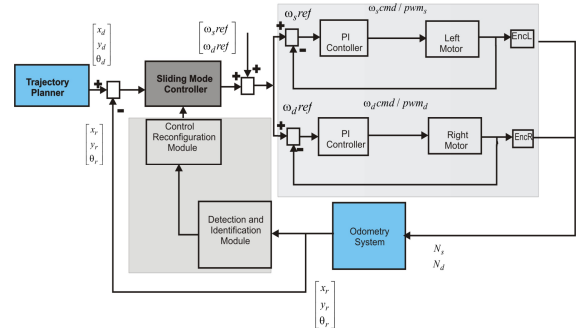 x_d
y_d
θ_d
Trajectory
Planner
+
-
Sliding Mode
Controller
ω_s ref
ω_d ref
+
+
ω_s ref
+
-
PI
Contoller
ω_s cmd / pwm_s
Left
Motor
EncL
ω_d ref
+
-
PI
Controller
ω_d cmd / pwm_d
Right
Motor
EncR
x_r
y_r
θ_r
Control
Reconfiguration
Module
Detection and
Identification
Module
Odometry
System
N_s
N_d
x_r
y_r
θ_r